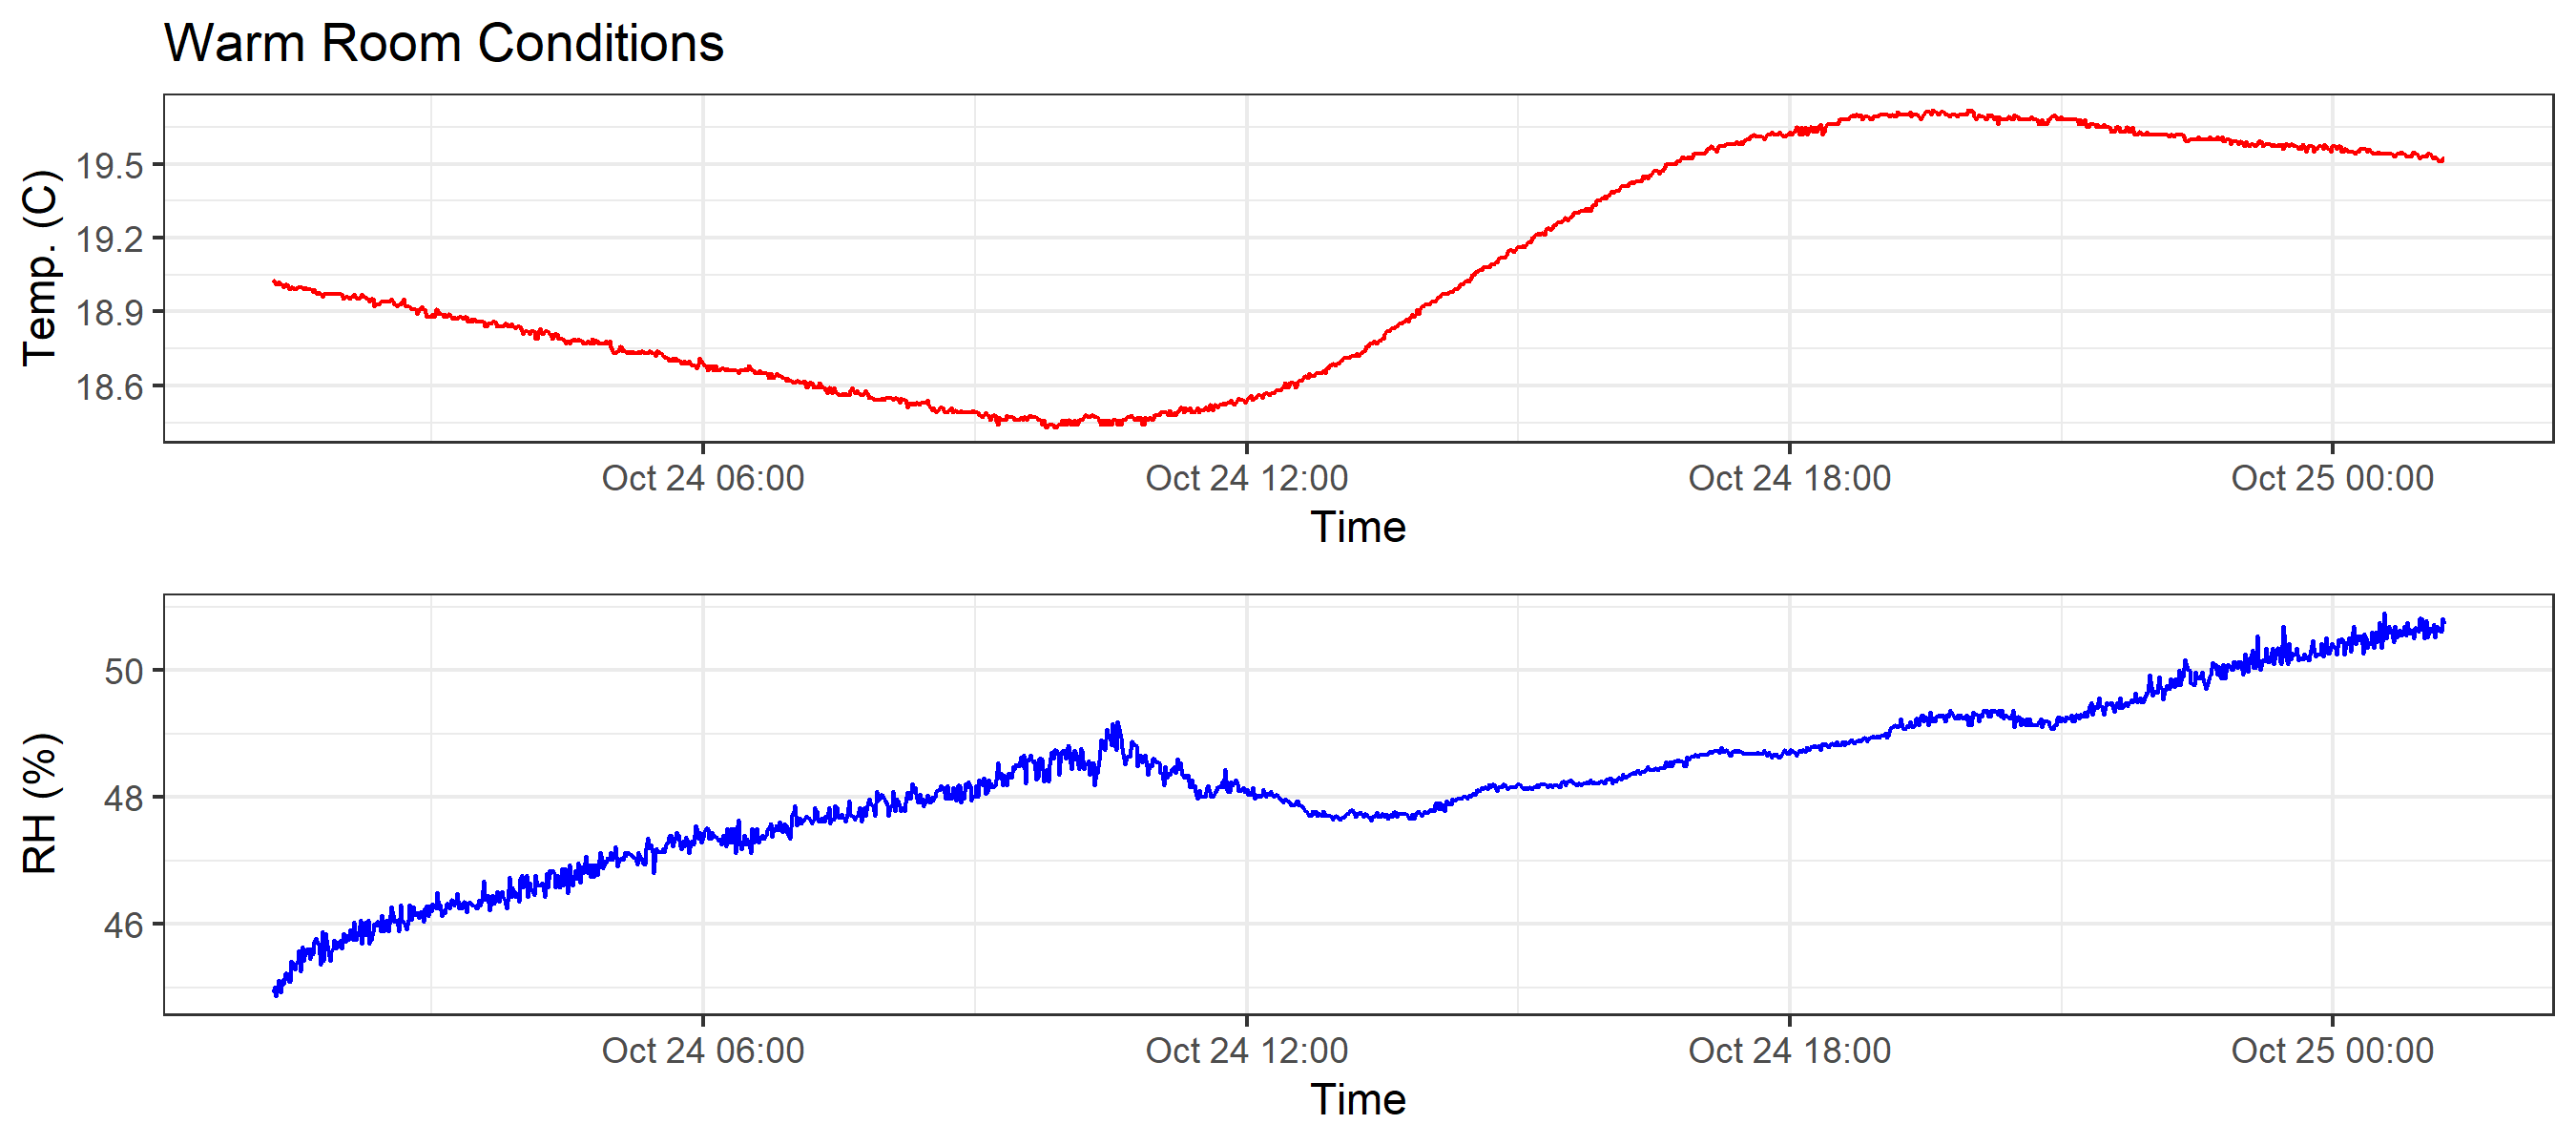 Warm Room Conditions
Temp. (C)
19.5
19.2
18.9
18.6
Oct 24 06:00 Oct 24 12:00 Oct 24 18:00 Oct 25 00:00
Time
RH (%)
50
48
46
Oct 24 06:00 Oct 24 12:00 Oct 24 18:00 Oct 25 00:00
Time